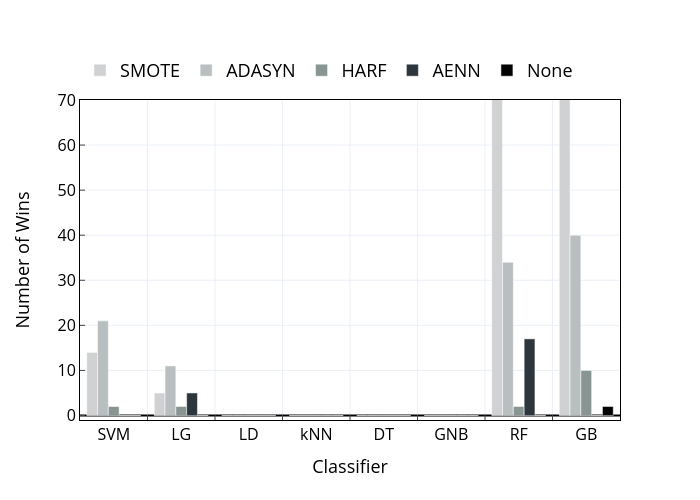 SMOTE ADASYN HARF AENN None
70
60
50
40
30
20
10
0
Number of Wins
SVM LG LD kNN DT GNB RF GB
Classifier